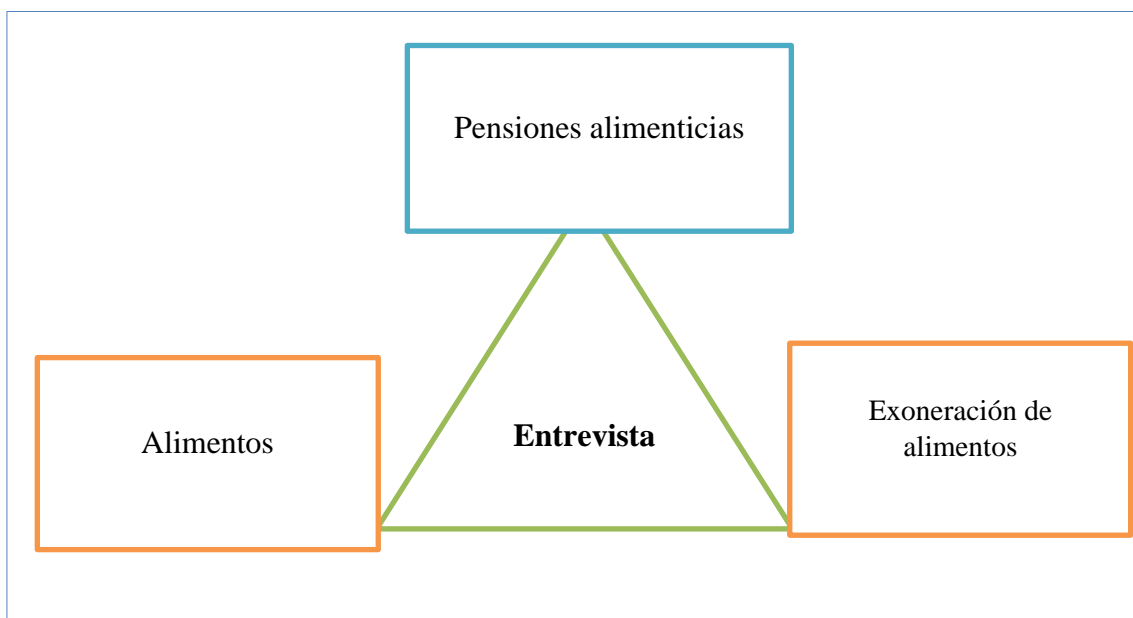 Pensiones alimenticias
Alimentos
Entrevista
Exoneración de
alimentos